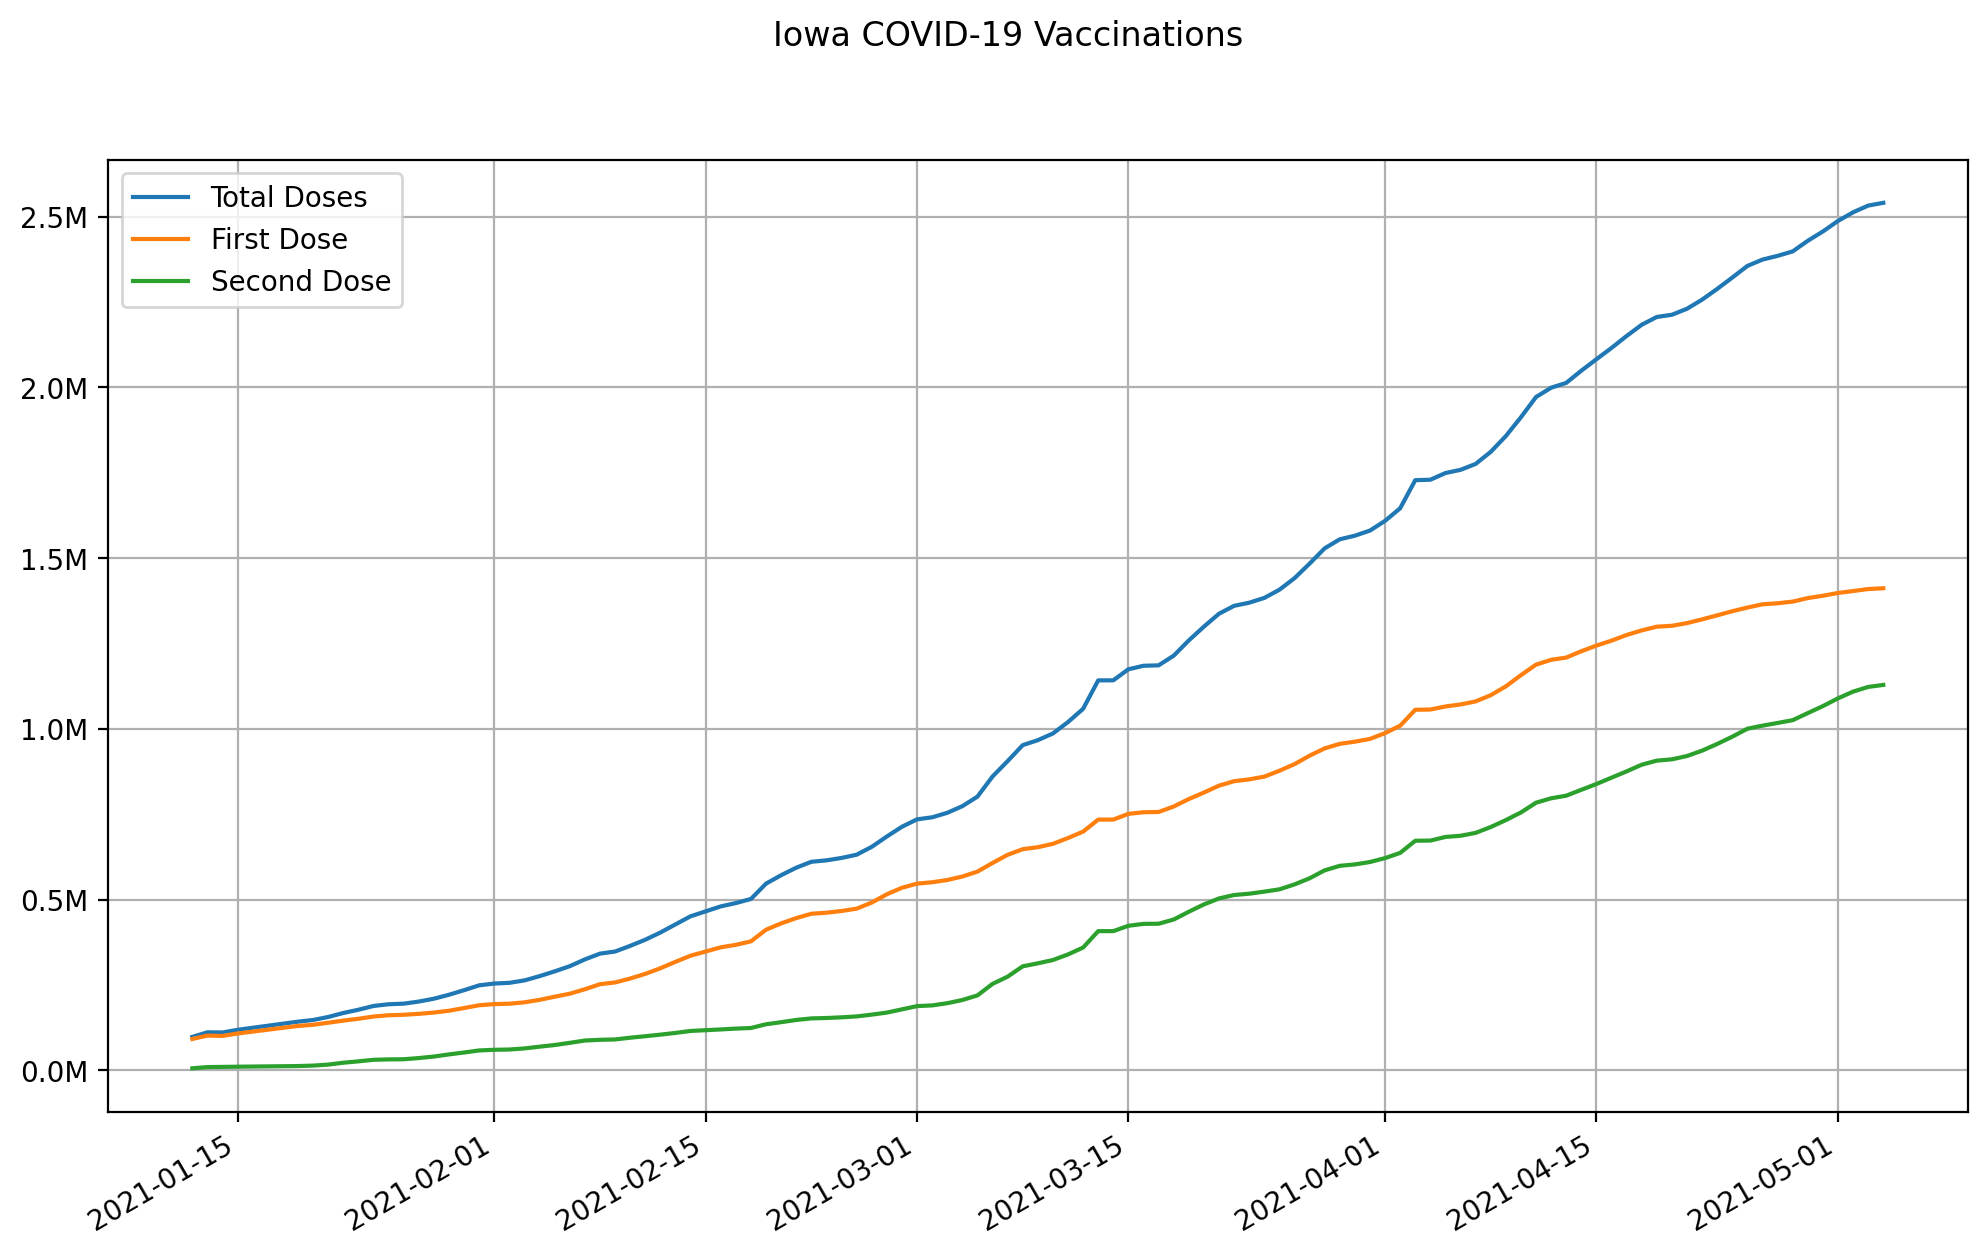 Iowa COVID-19 Vaccinations
Total Doses
First Dose
Second Dose
2.5M
2.0M
1.5M
1.0M
0.5M
0.0M
2021-01-15
2021-02-01
2021-02-15
2021-03-01
2021-03-15
2021-04-01
2021-04-15
2021-05-01